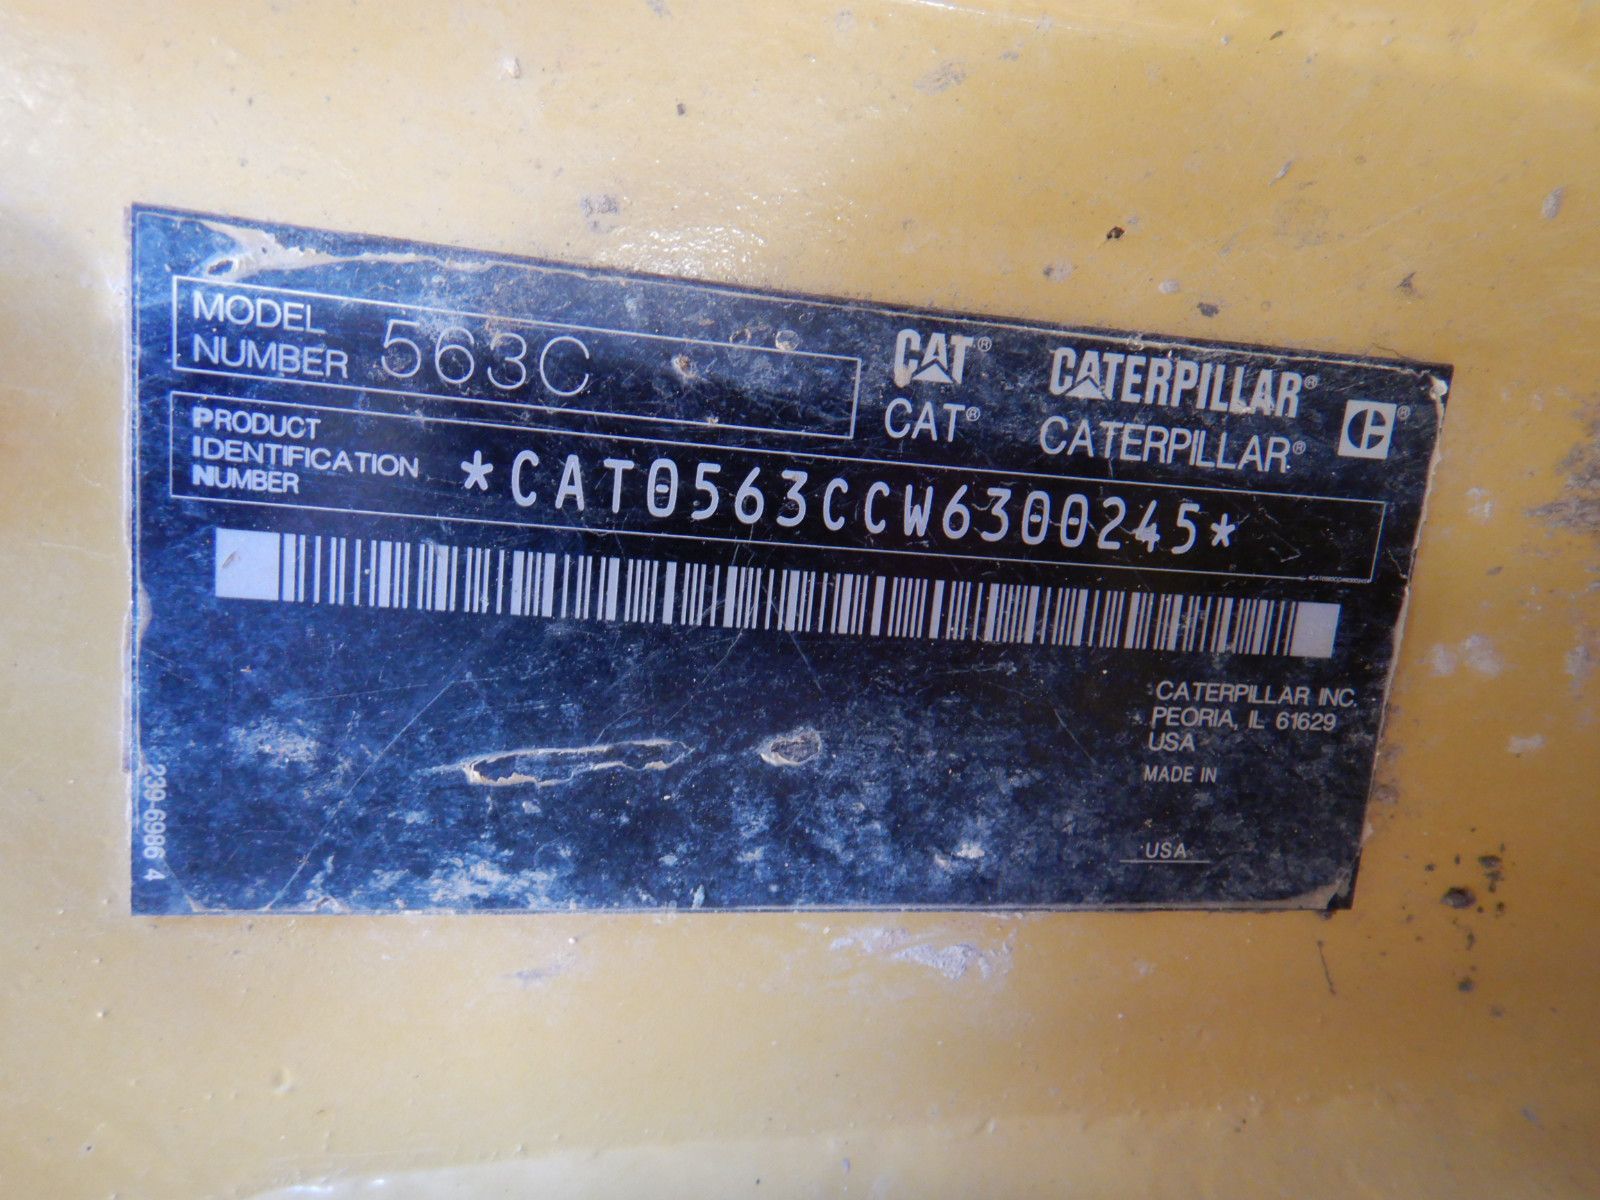 MODEL
NUMBER 563C
CAT® CATERPILLAR®
CAT® CATERPILLAR®
PRODUCT
IDENTIFICATION
NUMBER
*CAT0563CCW6300245*
CATERPILLAR INC.
PEORIA, IL 61629
USA
MADE IN
USA
239-6986 4